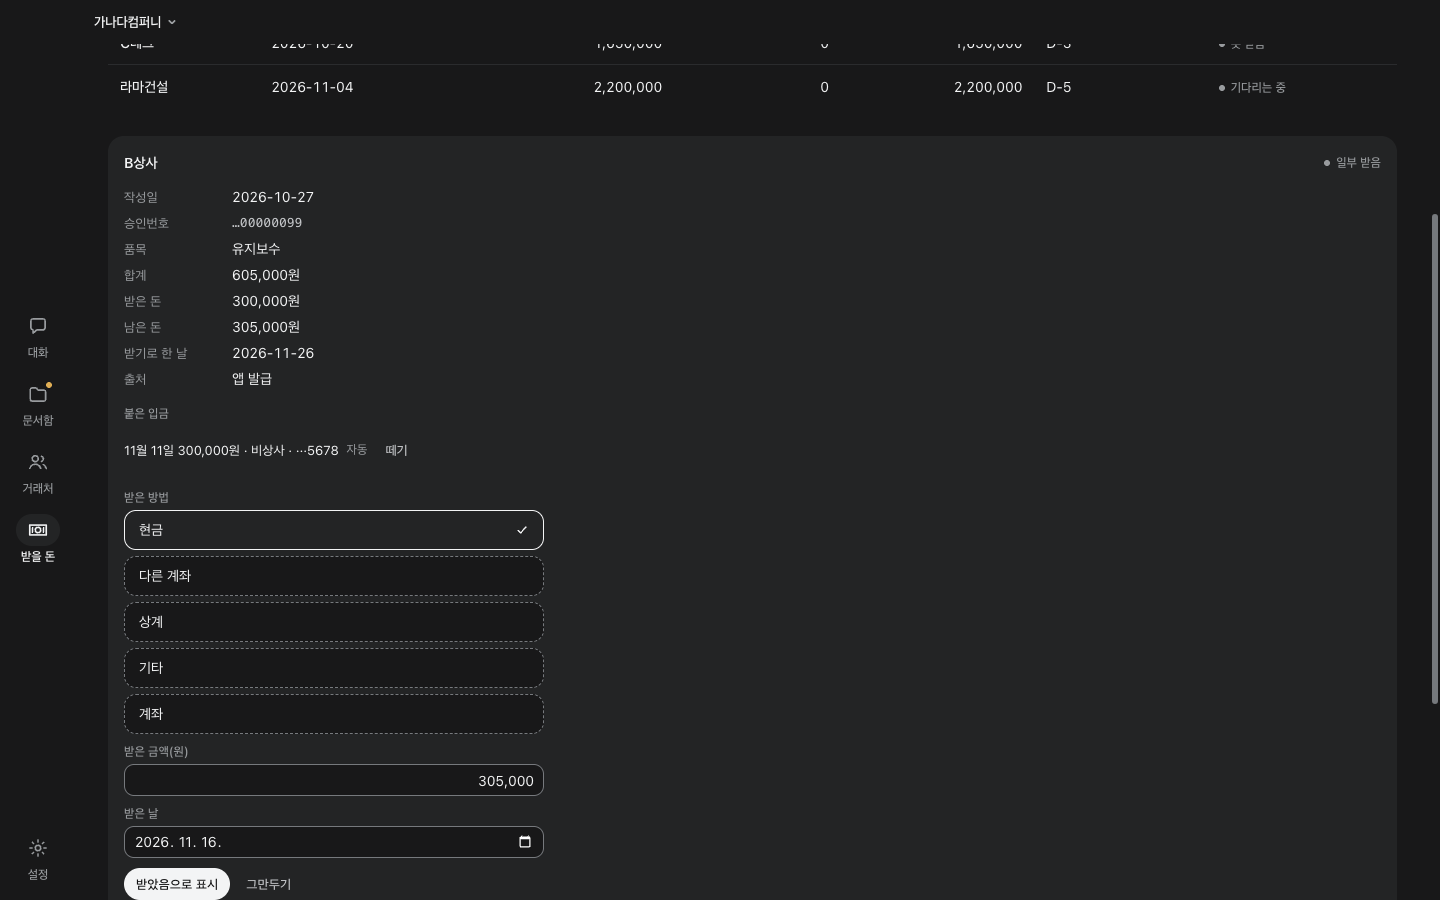 가나다컴퍼니
라마건설 2026-11-04 2,200,000 0 2,200,000 D-5 기다리는 중
B상사 일부 받음
작성일 2026-10-27
승인번호 …00000099
품목 유지보수
합계 605,000원
받은 돈 300,000원
남은 돈 305,000원
받기로 한 날 2026-11-26
출처 앱 발급
붙은 입금
11월 11일 300,000원 · 비상사 · ···5678 자동 떼기
받은 방법
현금
다른 계좌
상계
기타
계좌
받은 금액(원)
305,000
받은 날
2026. 11. 16.
받았음으로 표시 그만두기
대화
문서함
거래처
받을 돈
설정